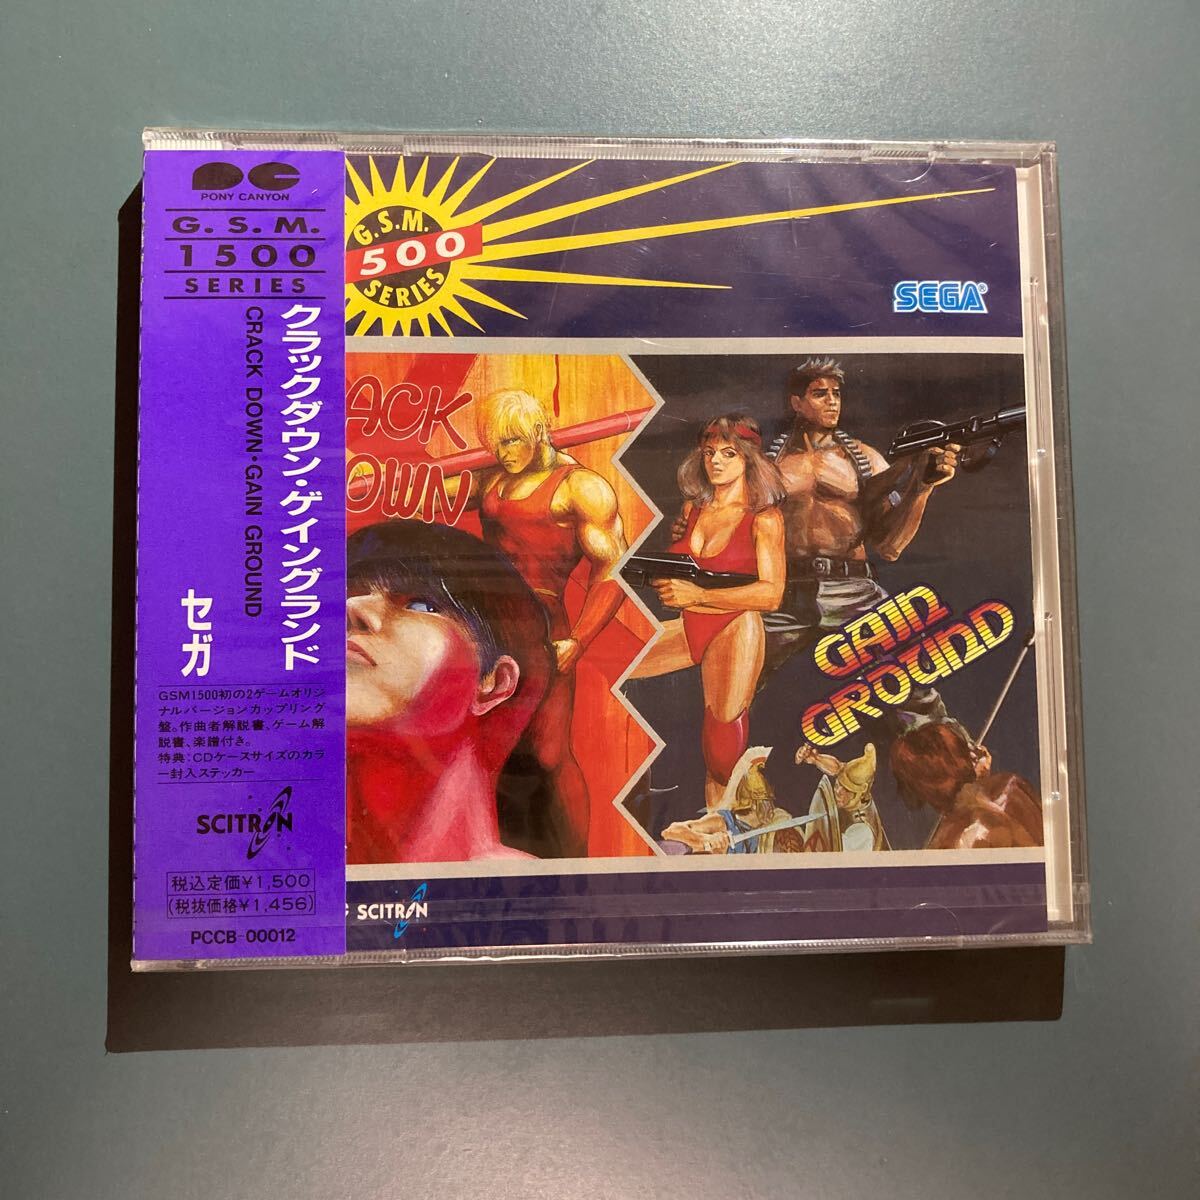 PONY CANYON
G. S. M.
1500
SERIES
クラックダウン・ゲイングランド
CRACK DOWN・GAIN GROUND
セガ
GSM1500初の2ゲームオリジ
ナルバージョンカップリング
盤。作曲者解説書、ゲーム解
説書、楽譜付き。
特典:CDケースサイズのカラ
ー封入ステッカー
SCITRON
税込定価¥1,500
(税抜価格¥1,456)
PCCB-00012
G.S.M.
500
SERIES
SEGA®
ACK
OWN
GAIN
GROUND
SCITRON